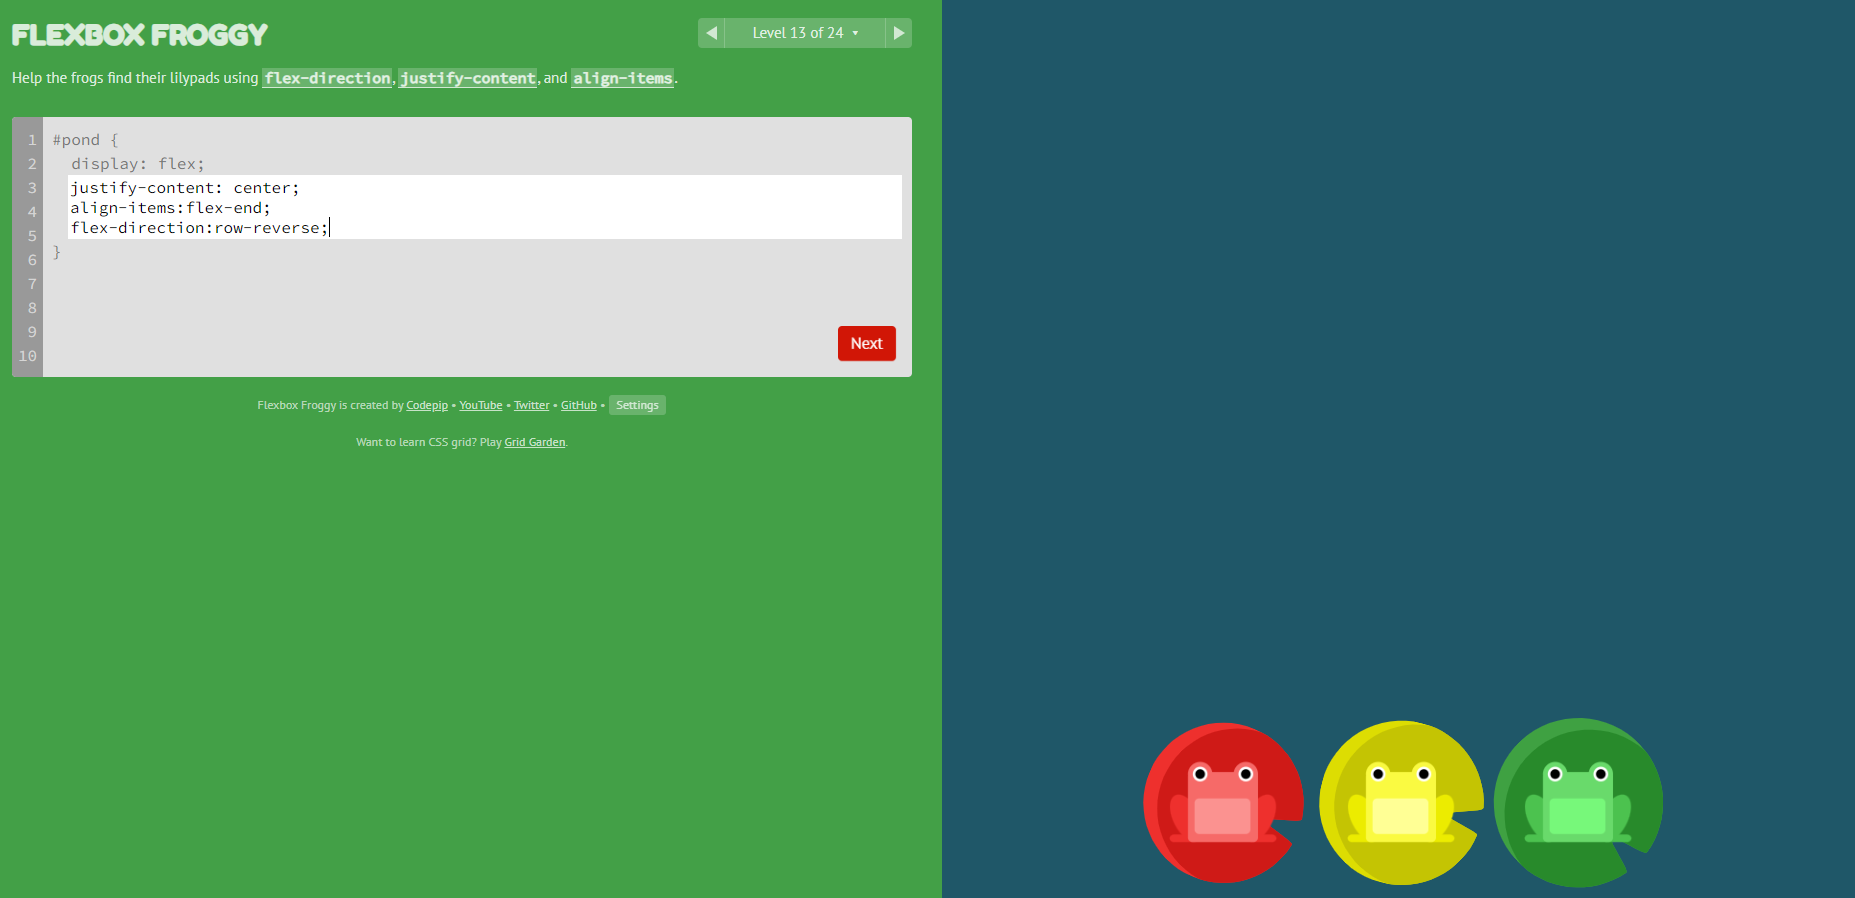 FLEXBOX FROGGY
Level 13 of 24
Help the frogs find their lilypads using flex-direction, justify-content, and align-items.
1 #pond {
2 display: flex;
3 justify-content: center;
4 align-items:flex-end;
5 flex-direction:row-reverse;
6 }
7
8
9
10
Next
Flexbox Froggy is created by Codepip • YouTube • Twitter • GitHub • Settings
Want to learn CSS grid? Play Grid Garden.